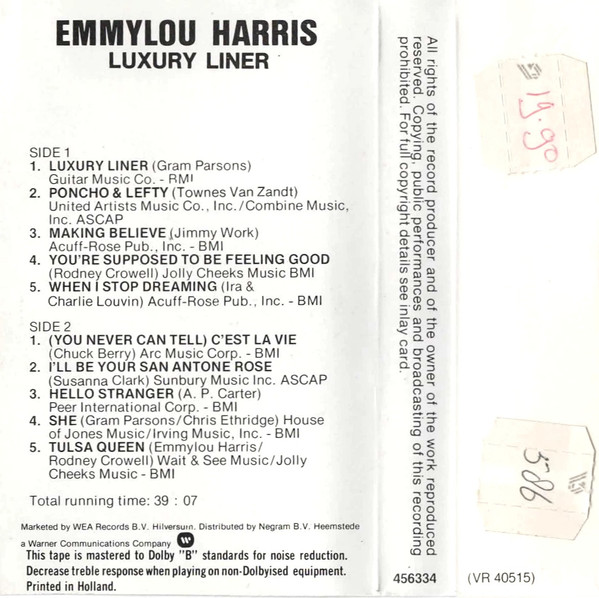 EMMYLOU HARRIS
LUXURY LINER
SIDE 1
1. LUXURY LINER (Gram Parsons)
Guitar Music Co. - RMI
2. PONCHO & LEFTY (Townes Van Zandt)
United Artists Music Co., Inc./Combine Music,
Inc. ASCAP
3. MAKING BELIEVE (Jimmy Work)
Acuff-Rose Pub., Inc. - BMI
4. YOU'RE SUPPOSED TO BE FEELING GOOD
(Rodney Crowell) Jolly Cheeks Music BMI
5. WHEN I STOP DREAMING (Ira &
Charlie Louvin) Acuff-Rose Pub., Inc. - BMI
SIDE 2
1. (YOU NEVER CAN TELL) C'EST LA VIE
(Chuck Berry) Arc Music Corp. - BMI
2. I'LL BE YOUR SAN ANTONE ROSE
(Susanna Clark) Sunbury Music Inc. ASCAP
3. HELLO STRANGER (A. P. Carter)
Peer International Corp. - BMI
4. SHE (Gram Parsons/Chris Ethridge) House
of Jones Music/Irving Music, Inc. - BMI
5. TULSA QUEEN (Emmylou Harris/
Rodney Crowell) Wait & See Music/Jolly
Cheeks Music - BMI
Total running time: 39 : 07
Marketed by WEA Records B.V. Hilversum. Distributed by Negram B.V. Heemstede
a Warner Communications Company
This tape is mastered to Dolby "B" standards for noise reduction.
Decrease treble response when playing on non-Dolbyised equipment.
Printed in Holland.
All rights of the record producer and of the owner of the work reproduced
reserved. Copying, public performances and broadcasting of this recording
prohibited. For full copyright details see inlay card.
456334
(VR 40515)
19.90
586